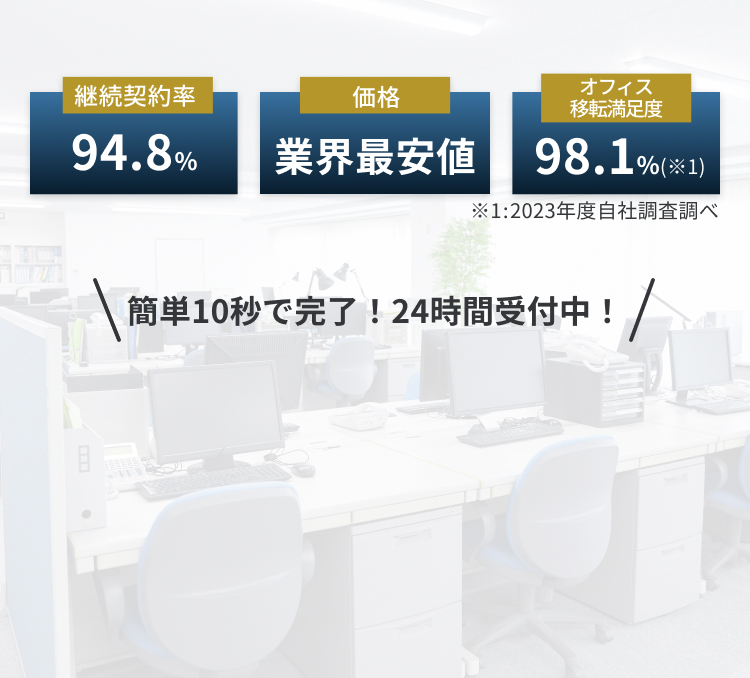 継続契約率
94.8%
価格
業界最安値
オフィス
移転満足度
98.1%(※1)
※1:2023年度自社調査調べ
簡単10秒で完了！24時間受付中！